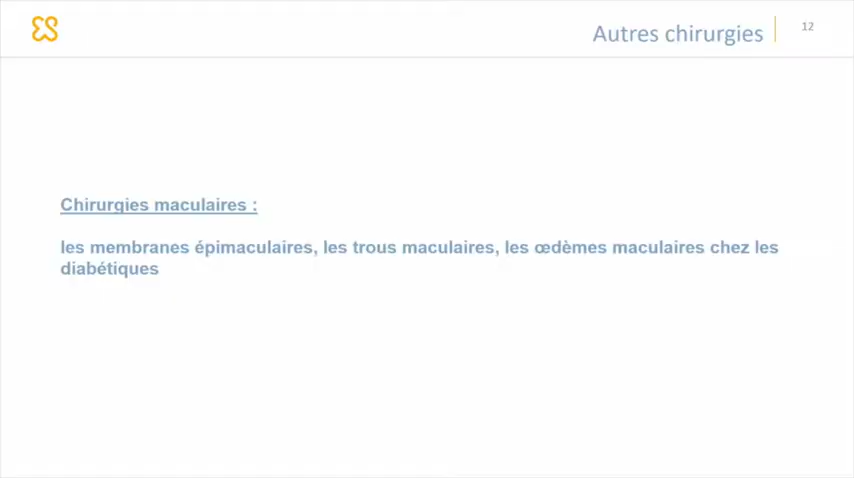 Autres chirurgies
12
Chirurgies maculaires :
les membranes épimaculaires, les trous maculaires, les œdèmes maculaires chez les
diabétiques